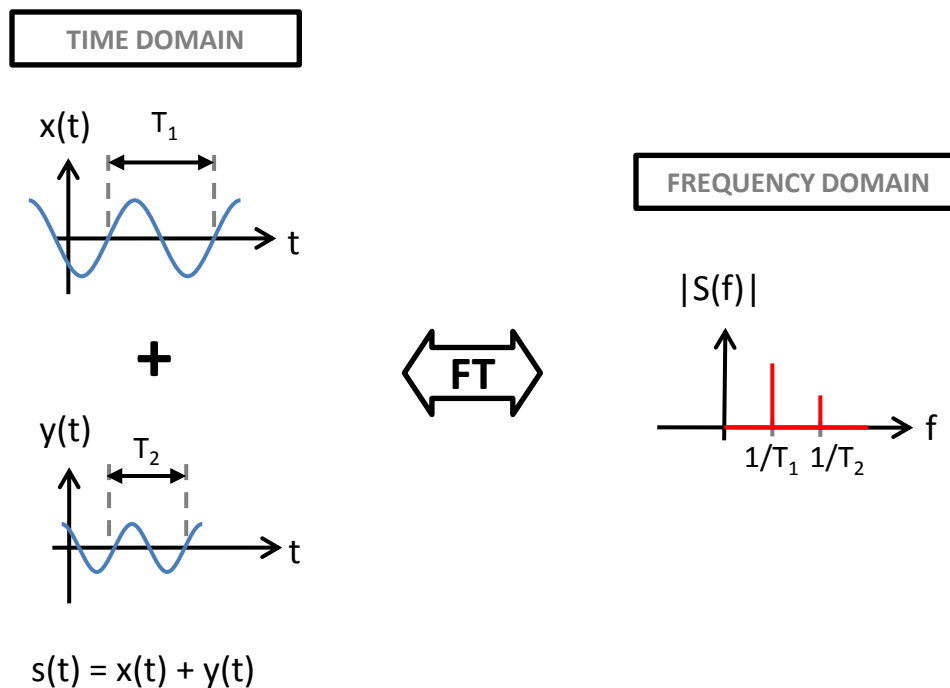 TIME DOMAIN
x(t)
T₁
t
+
y(t)
T₂
t
s(t) = x(t) + y(t)
FT
FREQUENCY DOMAIN
|S(f)|
f
1/T₁ 1/T₂